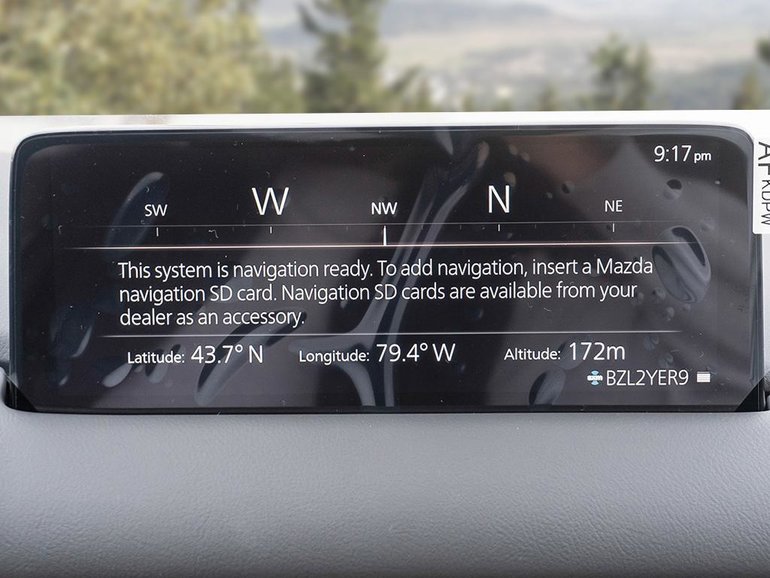 9:17 pm
SW W NW N NE
This system is navigation ready. To add navigation, insert a Mazda
navigation SD card. Navigation SD cards are available from your
dealer as an accessory.
Latitude: 43.7° N Longitude: 79.4° W Altitude: 172m
BZL2YER9
AF
KDPW